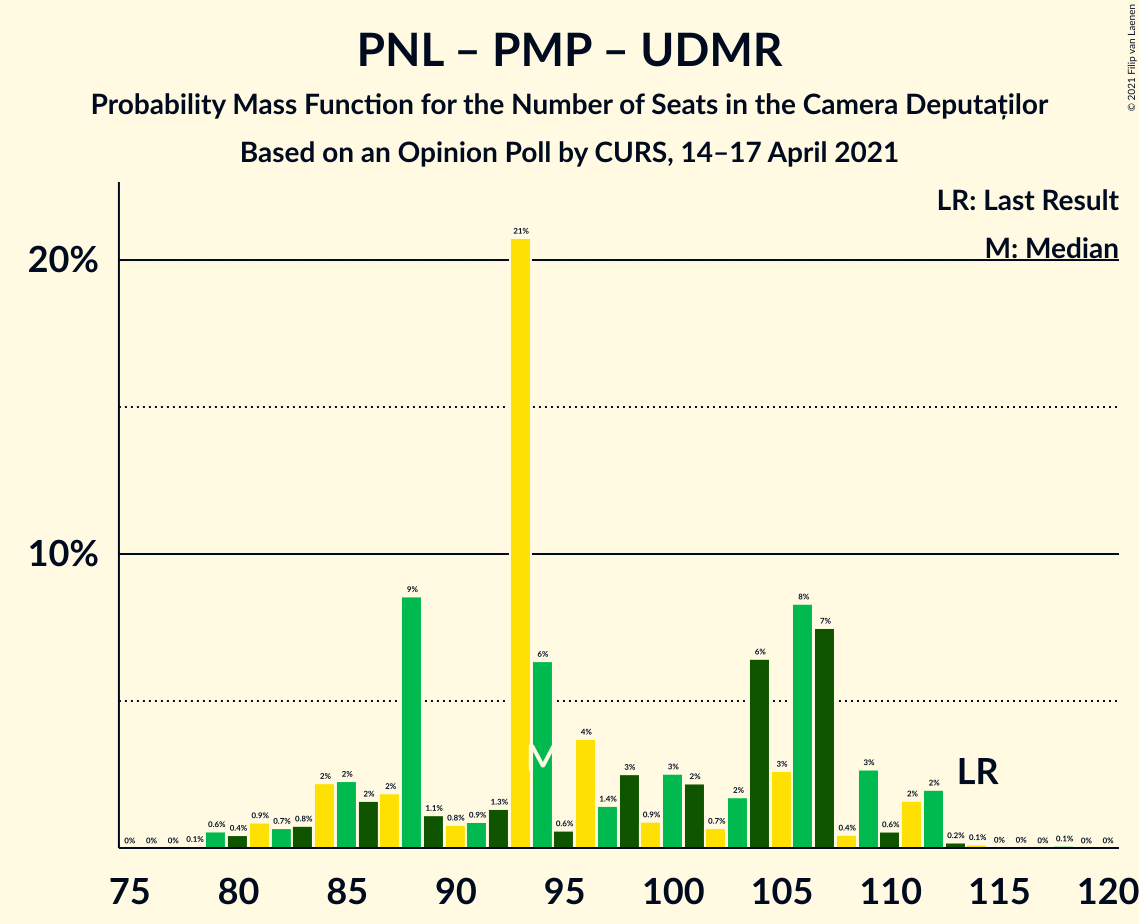 PNL – PMP – UDMR
Probability Mass Function for the Number of Seats in the Camera Deputaților
Based on an Opinion Poll by CURS, 14–17 April 2021
© 2021 Filip van Laenen
LR: Last Result
M: Median
20%
10%
0% 0% 0% 0.1% 0.6% 0.4% 0.9% 0.7% 0.8% 2% 2% 2% 2% 9% 1.1% 0.8% 0.9% 1.3% 21% 6% 0.6% 4% 1.4% 3% 0.9% 3% 2% 0.7% 2% 6% 3% 8% 7% 0.4% 3% 0.6% 2% 2% 0.2% 0.1% 0% 0% 0% 0.1% 0% 0%
M
LR
75 80 85 90 95 100 105 110 115 120